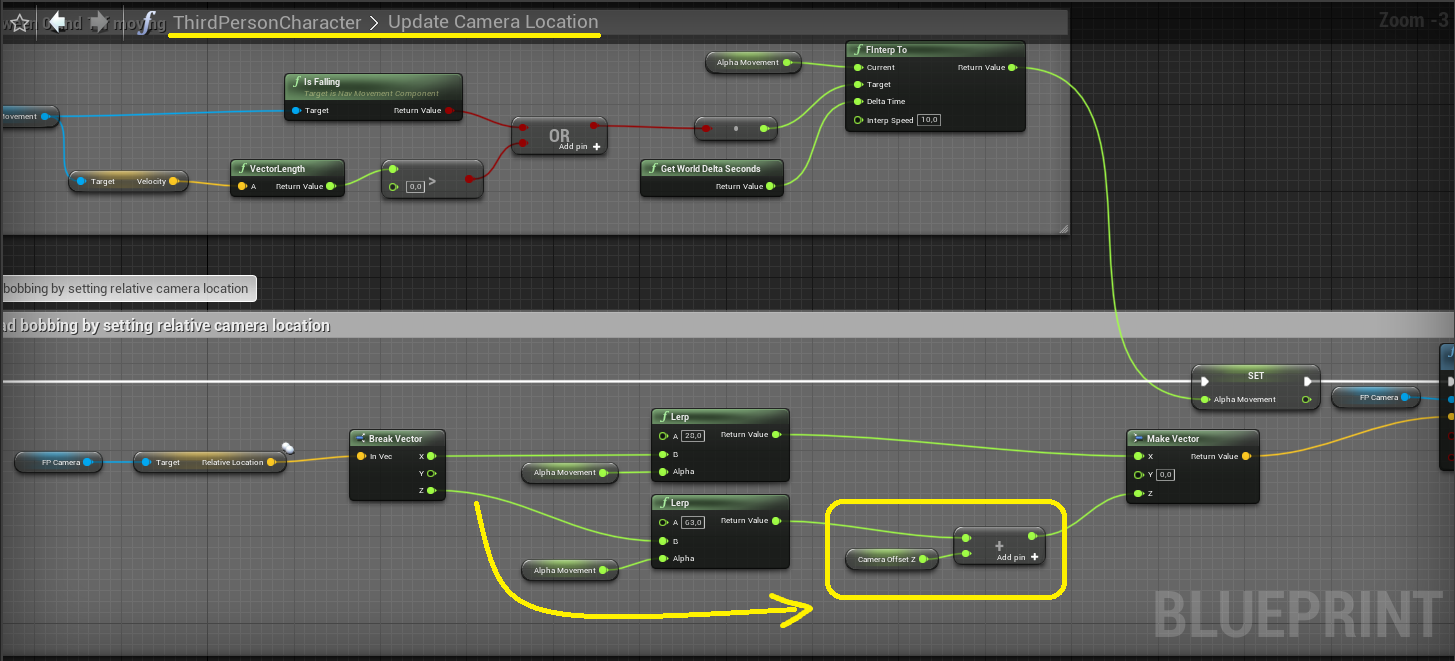 ThirdPersonCharacter > Update Camera Location
Zoom -3
moving
Alpha Movement
FInterp To
Current
Return Value
Target
Delta Time
Interp Speed 10,0
Is Falling
Target is Nav Movement Component
Target
Return Value
OR
Add pin +
Target
Velocity
VectorLength
A
Return Value
0,0
>
Get World Delta Seconds
Return Value
bobbing by setting relative camera location
bobbing by setting relative camera location
SET
Alpha Movement
FP Camera
FP Camera
Target
Relative Location
Break Vector
In Vec
X
Y
Z
Lerp
A 28,0
Return Value
B
Alpha
Alpha Movement
Lerp
A 63,0
Return Value
B
Alpha
Alpha Movement
Camera Offset Z
+
Add pin +
Make Vector
X
Return Value
Y 0,0
Z
BLUEPRINT